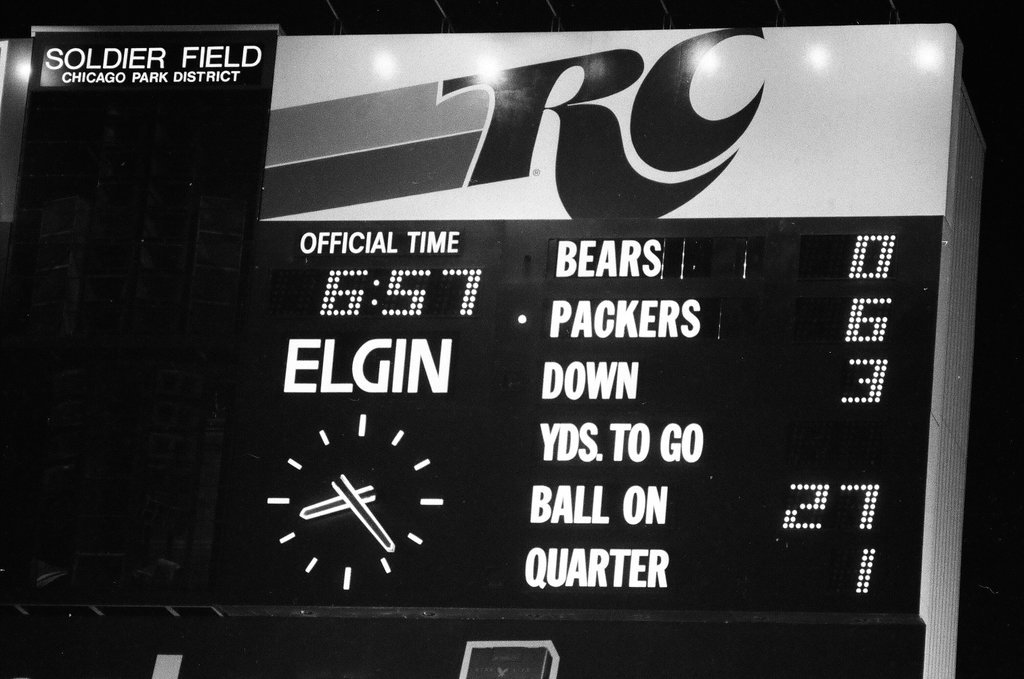 SOLDIER FIELD
CHICAGO PARK DISTRICT
RC ®
OFFICIAL TIME
6:57
ELGIN
BEARS 0
PACKERS 6
DOWN 3
YDS. TO GO
BALL ON 27
QUARTER 1